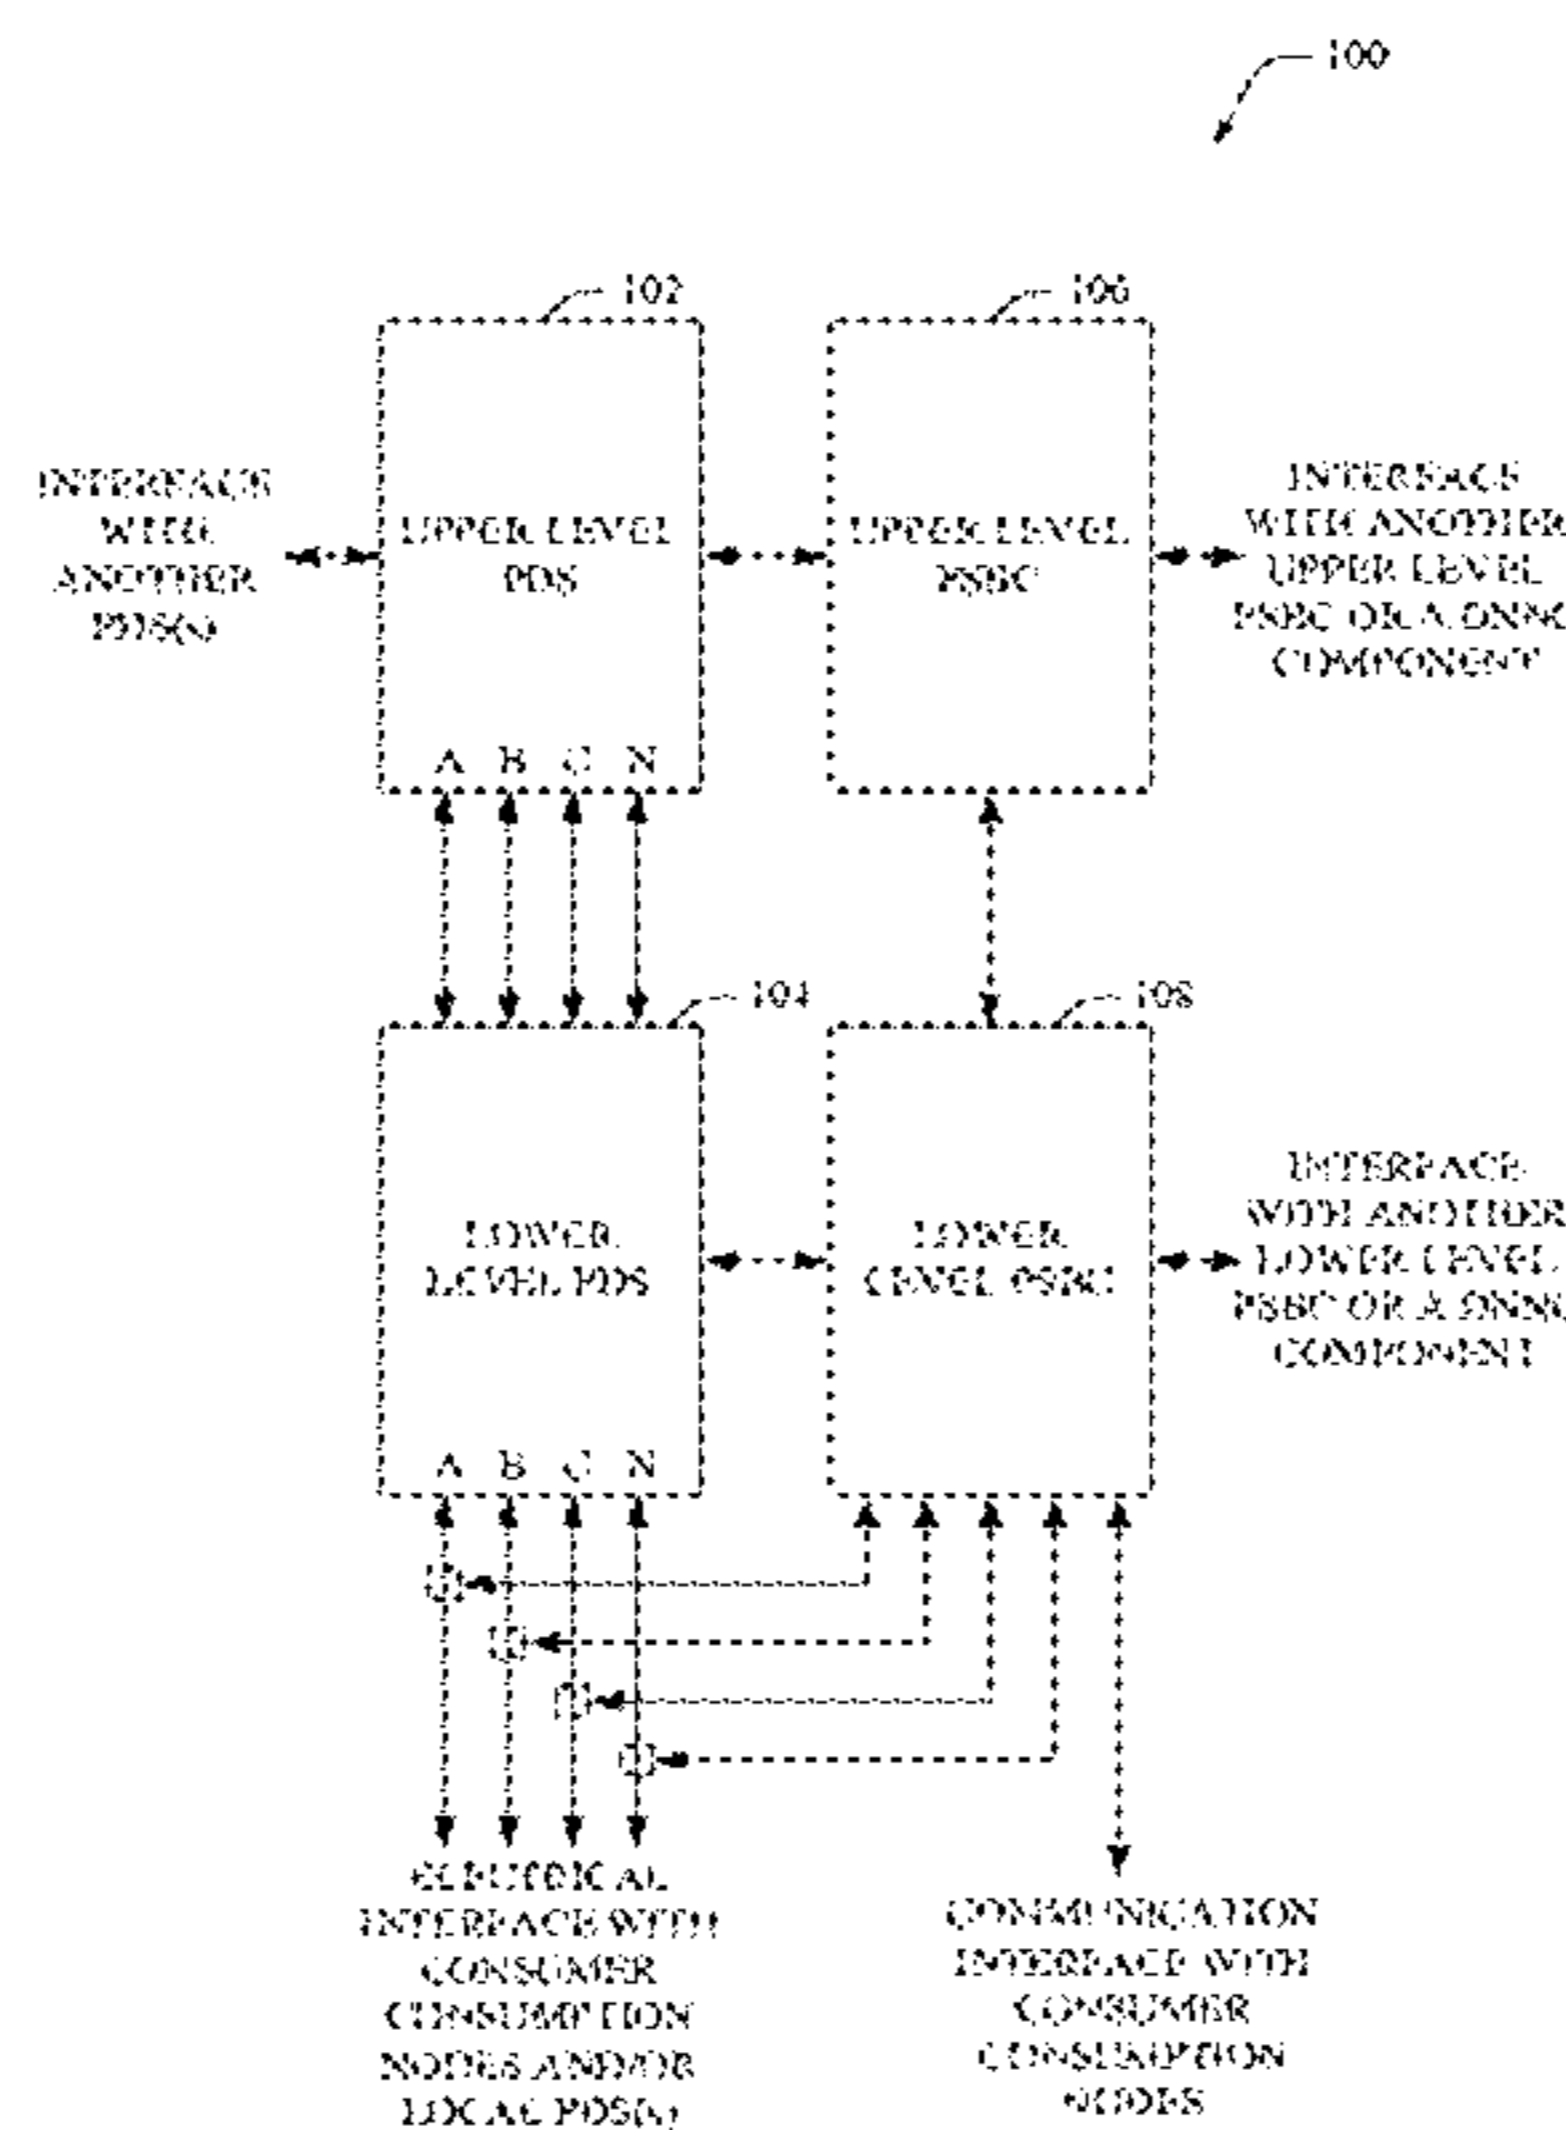 100
102
106
INTERFACE
WITH
ANOTHER
PDS(s)
UPPER LEVEL
PDS
UPPER LEVEL
PSBC
INTERFACE
WITH ANOTHER
UPPER LEVEL
PSBC OR A
COMPONENT
A B C N
104
108
LOWER
LEVEL PDS
LOWER
LEVEL PSBC
INTERFACE
WITH ANOTHER
LOWER LEVEL
PSBC OR A
COMPONENT
A B C N
ELECTRICAL
INTERFACE WITH
CONSUMER
CONSUMPTION
NODES AND/OR
LOCAL PDS(s)
COMMUNICATION
INTERFACE WITH
CONSUMER
CONSUMPTION
NODES